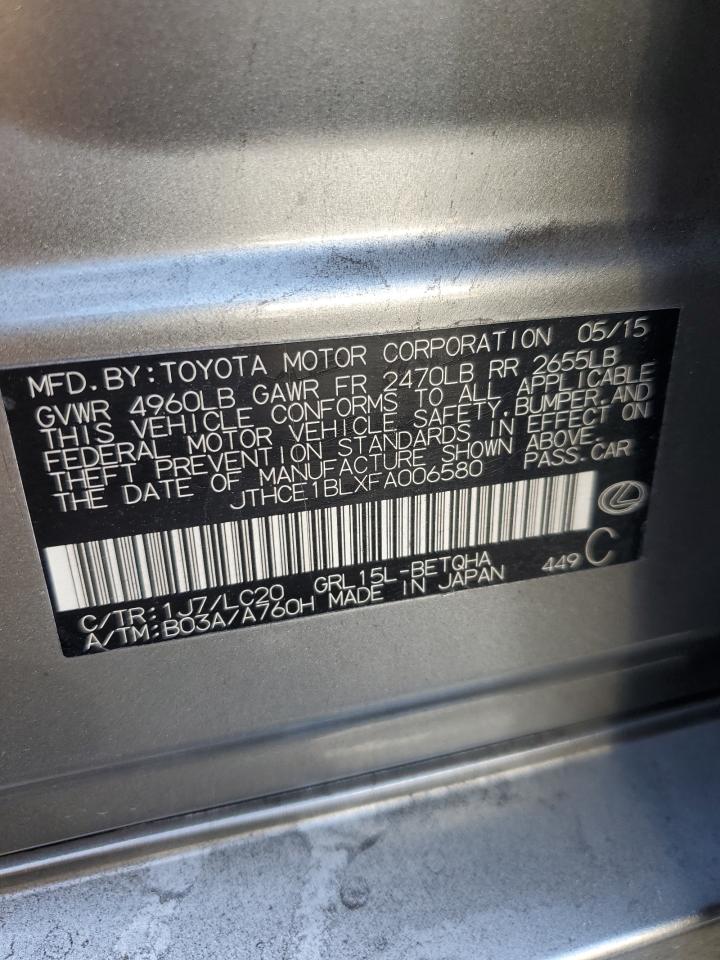 MFD.BY:TOYOTA MOTOR CORPORATION 05/15
GVWR 4960LB GAWR FR 2470LB RR 2655LB
THIS VEHICLE CONFORMS TO ALL APPLICABLE
FEDERAL MOTOR VEHICLE SAFETY,BUMPER,AND
THEFT PREVENTION STANDARDS IN EFFECT ON
THE DATE OF MANUFACTURE SHOWN ABOVE.
JTHCE1BLXFA006580 PASS.CAR
C/TR:1J7/LC20 GRL15L-BETQHA 449 C
A/TM:B03A/A760H MADE IN JAPAN